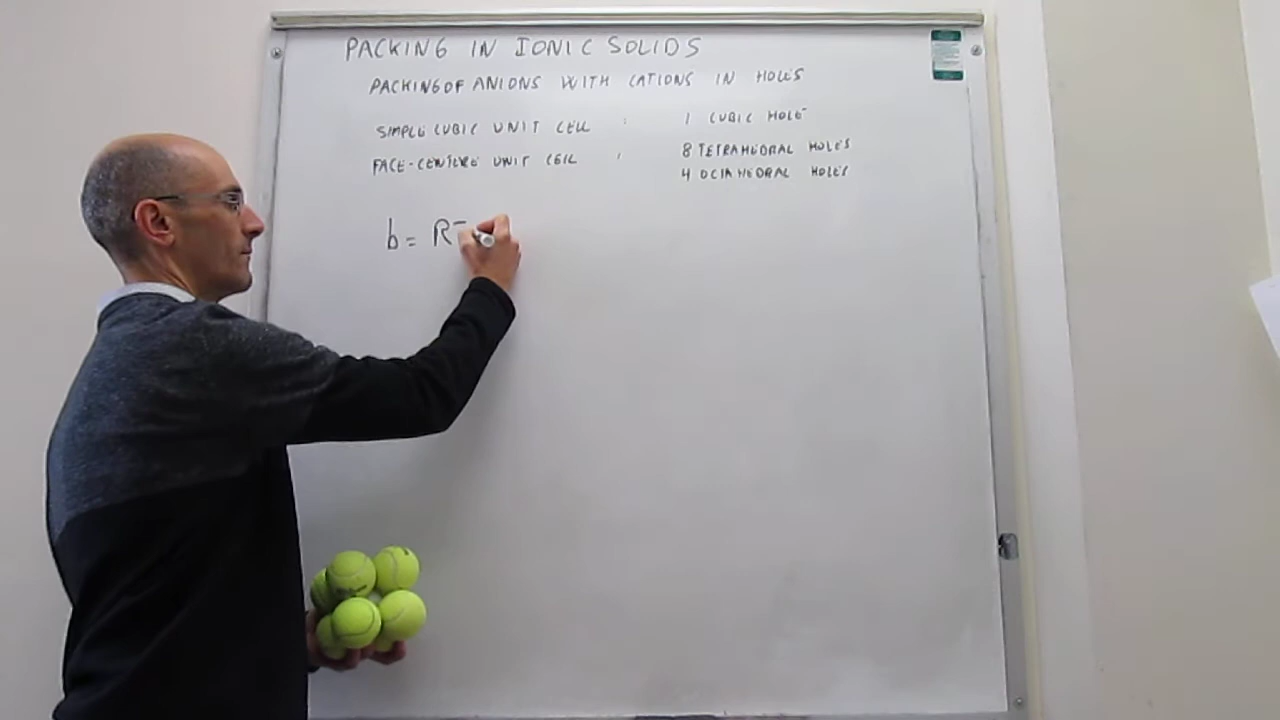 PACKING IN IONIC SOLIDS
PACKING OF ANIONS WITH CATIONS IN HOLES
SIMPLE CUBIC UNIT CELL : 1 CUBIC HOLE
FACE-CENTRE UNIT CELL : 8 TETRAHEDRAL HOLES
4 OCTAHEDRAL HOLES
b = R⁻